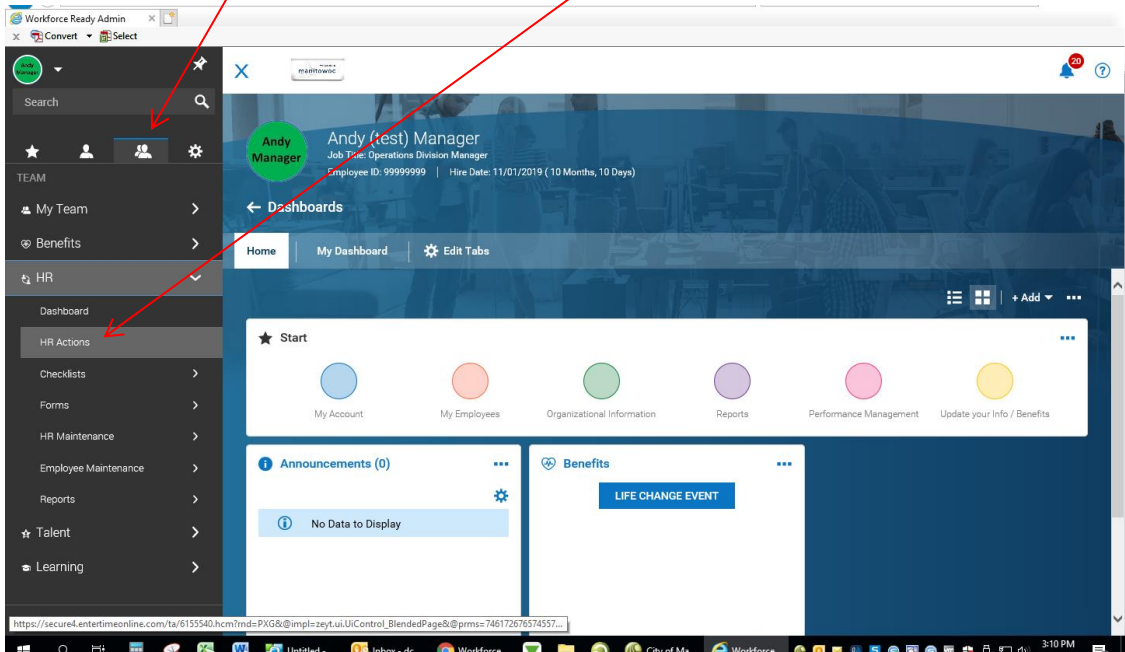 Workforce Ready Admin
x Convert Select
Andy Manager
20
manitowoc
Search
Andy Manager
Andy (test) Manager
Job Title: Operations Division Manager
Employee ID: 99999999 | Hire Date: 11/01/2019 ( 10 Months, 10 Days)
TEAM
My Team
← Dashboards
Benefits
Home My Dashboard Edit Tabs
HR
Dashboard
+ Add
HR Actions
Start
Checklists
Forms
My Account My Employees Organizational Information Reports Performance Management Update your Info / Benefits
HR Maintenance
Employee Maintenance
Announcements (0)
Benefits
Reports
LIFE CHANGE EVENT
Talent
No Data to Display
Learning
https://secure4.entertimeonline.com/ta/6155540.hcm?rnd=PXG&@impl=zeyt.ui.UiControl_BlendedPage&@prms=746172676574557...
Untitled - Inbox - dc Workforce City of Ma Workforce 3:10 PM